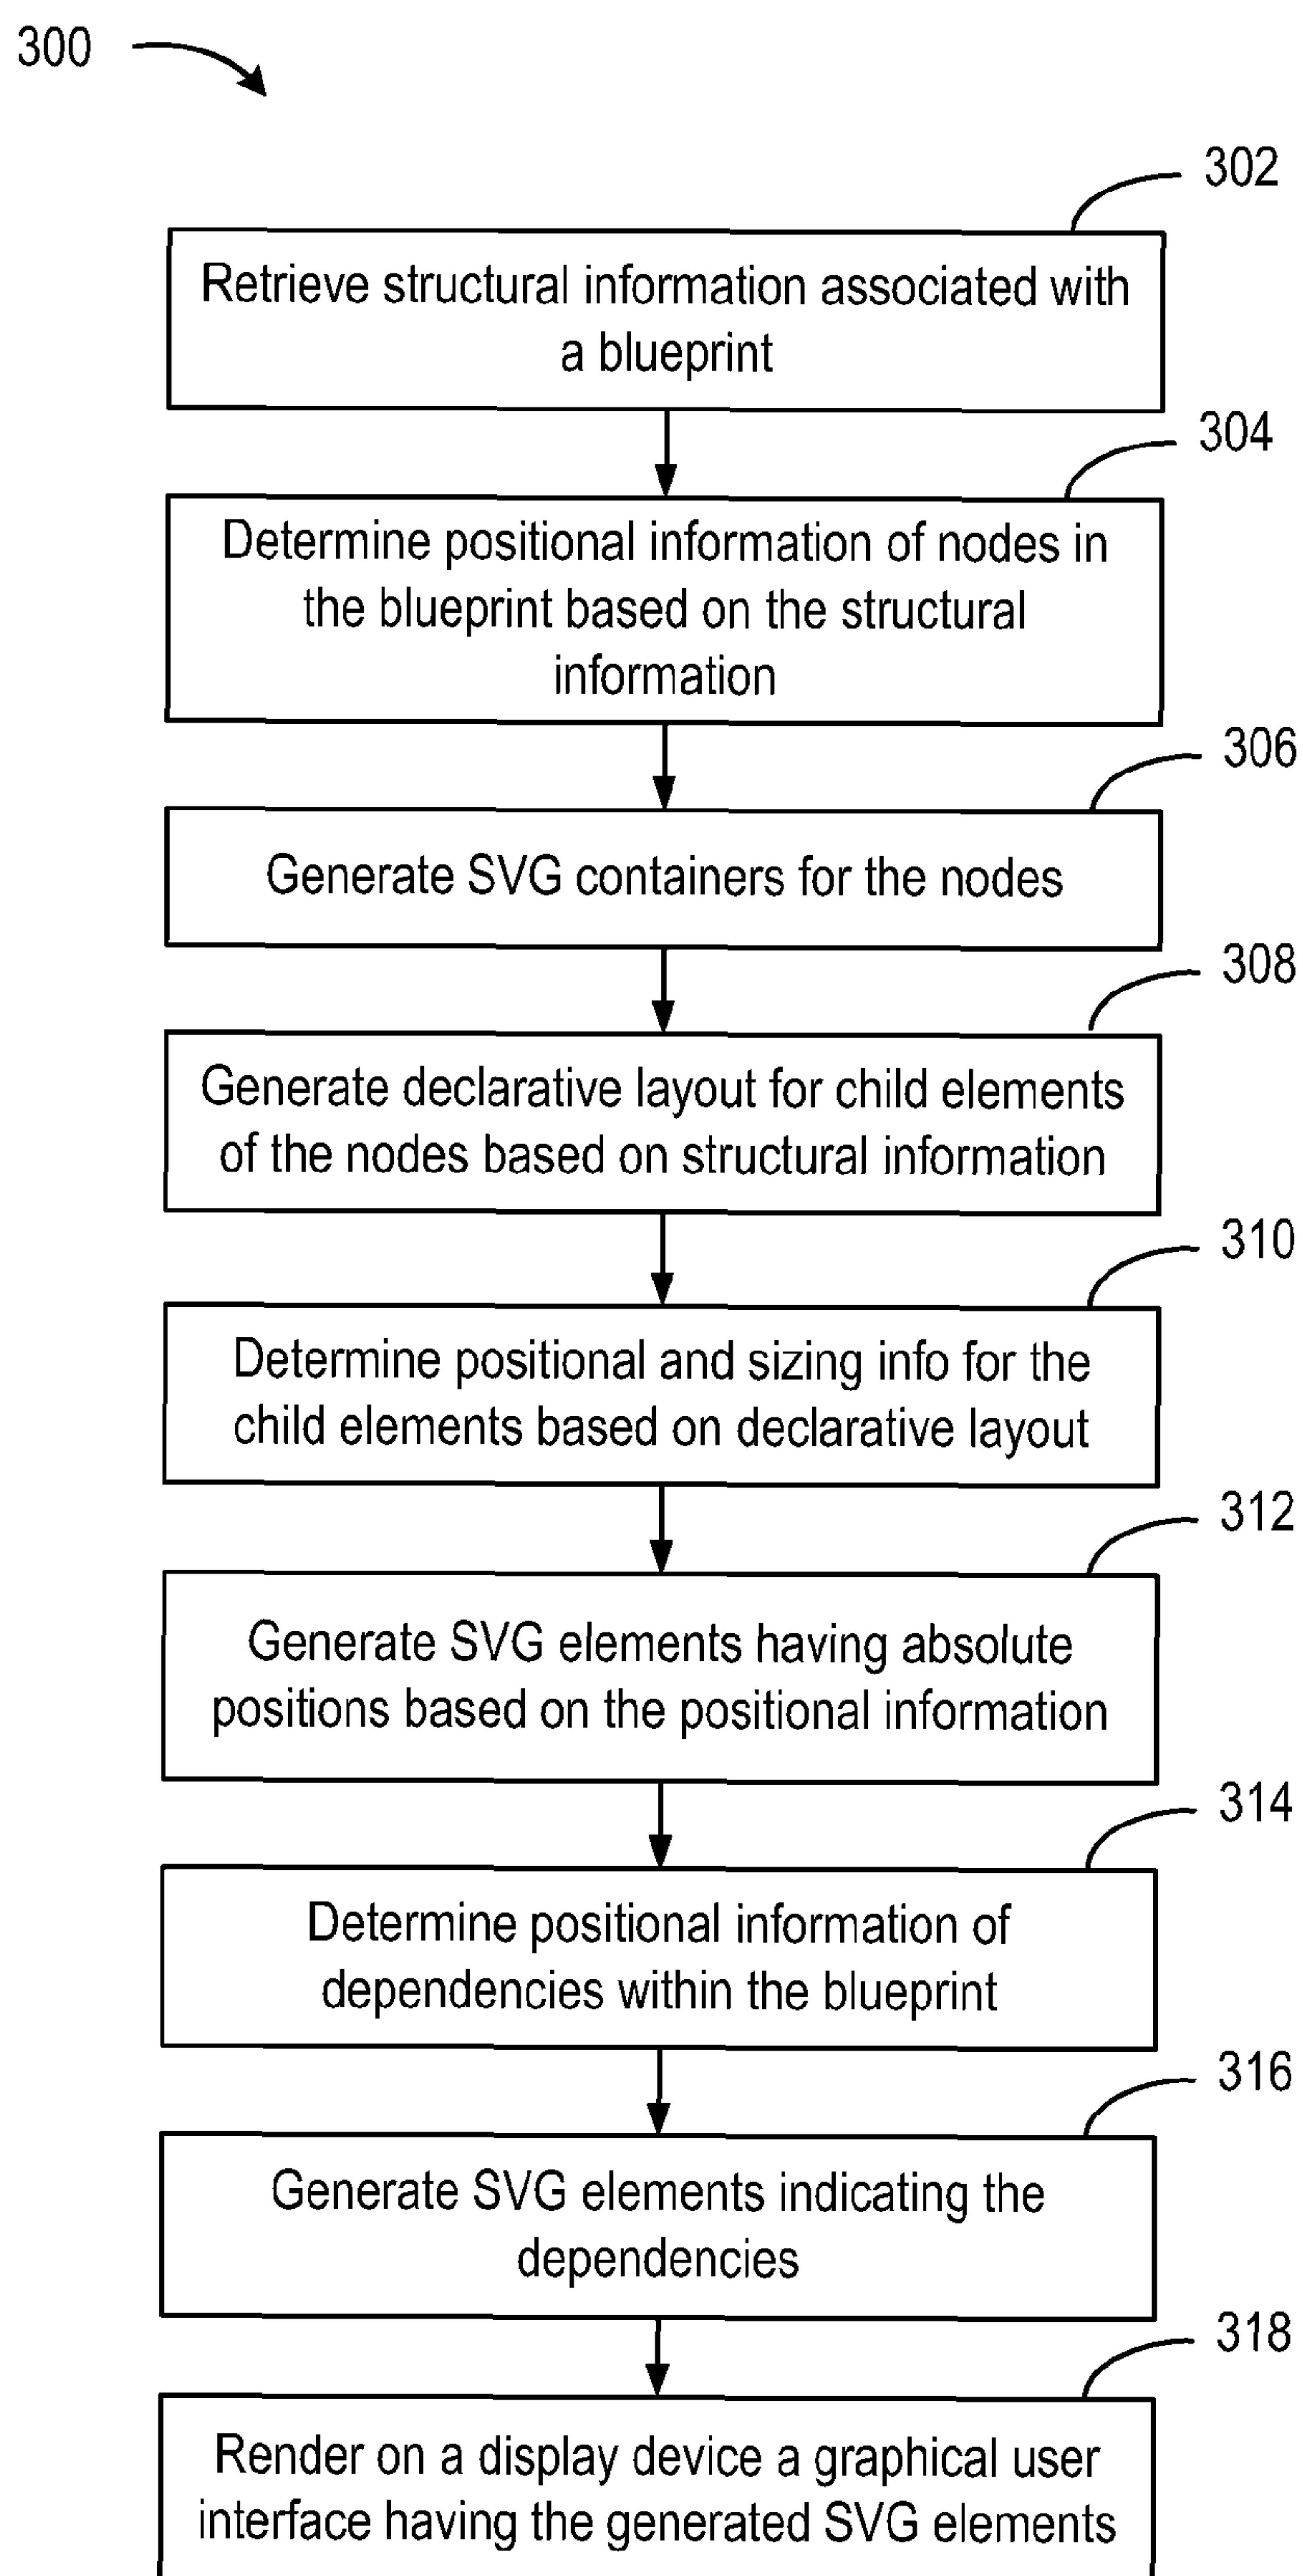 300
302
Retrieve structural information associated with
a blueprint
304
Determine positional information of nodes in
the blueprint based on the structural
information
306
Generate SVG containers for the nodes
308
Generate declarative layout for child elements
of the nodes based on structural information
310
Determine positional and sizing info for the
child elements based on declarative layout
312
Generate SVG elements having absolute
positions based on the positional information
314
Determine positional information of
dependencies within the blueprint
316
Generate SVG elements indicating the
dependencies
318
Render on a display device a graphical user
interface having the generated SVG elements